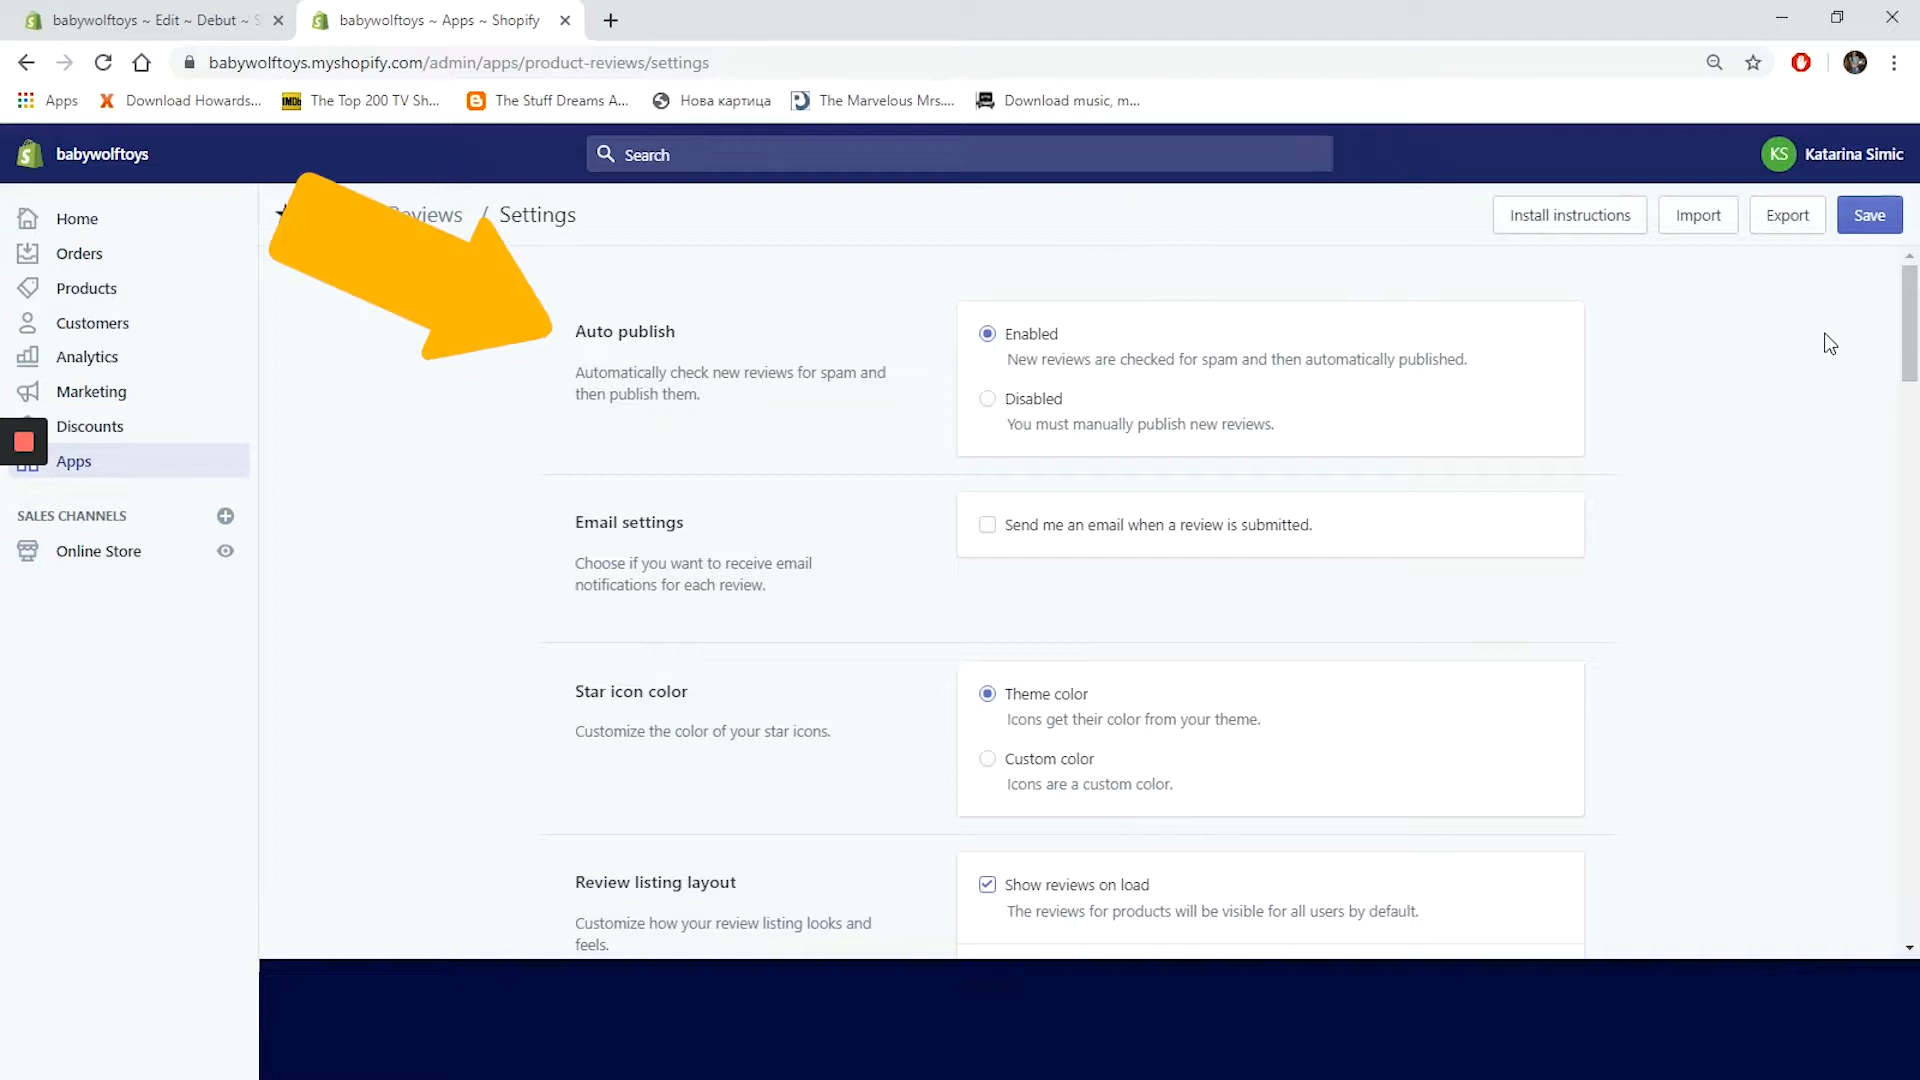 babywolftoys ~ Edit ~ Debut ~ S
babywolftoys ~ Apps ~ Shopify
babywolftoys.myshopify.com/admin/apps/product-reviews/settings
Apps
Download Howards...
IMDb
The Top 200 TV Sh...
The Stuff Dreams A...
Нова картица
The Marvelous Mrs....
Download music, m...
babywolftoys
Search
KS
Katarina Simic
Home
Orders
Products
Customers
Analytics
Marketing
Discounts
Apps
SALES CHANNELS
Online Store
Reviews / Settings
Install instructions
Import
Export
Save
Auto publish
Automatically check new reviews for spam and
then publish them.
Enabled
New reviews are checked for spam and then automatically published.
Disabled
You must manually publish new reviews.
Email settings
Choose if you want to receive email
notifications for each review.
Send me an email when a review is submitted.
Star icon color
Customize the color of your star icons.
Theme color
Icons get their color from your theme.
Custom color
Icons are a custom color.
Review listing layout
Customize how your review listing looks and
feels.
Show reviews on load
The reviews for products will be visible for all users by default.